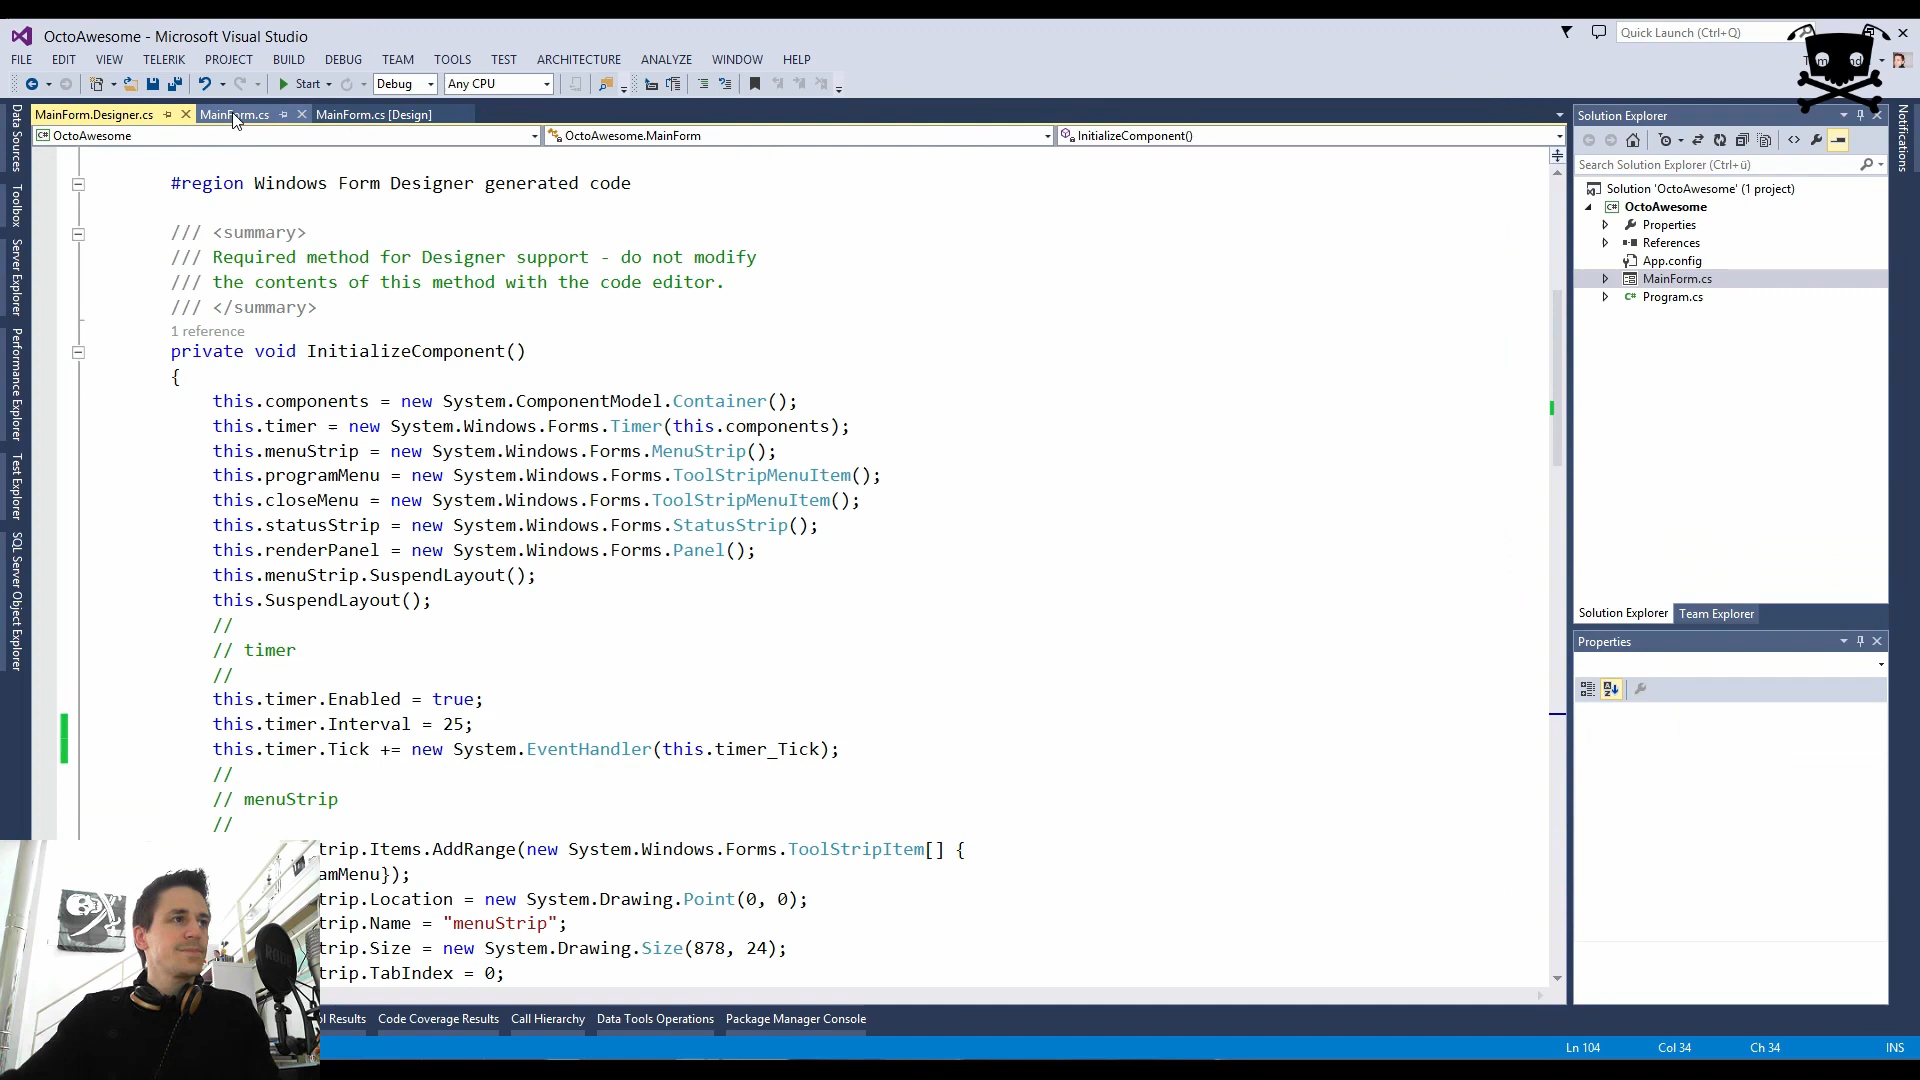 OctoAwesome - Microsoft Visual Studio
Quick Launch (Ctrl+Q)
FILE EDIT VIEW TELERIK PROJECT BUILD DEBUG TEAM TOOLS TEST ARCHITECTURE ANALYZE WINDOW HELP
Start Debug Any CPU
MainForm.Designer.cs MainForm.cs MainForm.cs [Design]
OctoAwesome OctoAwesome.MainForm InitializeComponent()
Data Sources
Toolbox
Server Explorer
Performance Explorer
Test Explorer
SQL Server Object Explorer
#region Windows Form Designer generated code
/// <summary>
/// Required method for Designer support - do not modify
/// the contents of this method with the code editor.
/// </summary>
1 reference
private void InitializeComponent()
{
this.components = new System.ComponentModel.Container();
this.timer = new System.Windows.Forms.Timer(this.components);
this.menuStrip = new System.Windows.Forms.MenuStrip();
this.programMenu = new System.Windows.Forms.ToolStripMenuItem();
this.closeMenu = new System.Windows.Forms.ToolStripMenuItem();
this.statusStrip = new System.Windows.Forms.StatusStrip();
this.renderPanel = new System.Windows.Forms.Panel();
this.menuStrip.SuspendLayout();
this.SuspendLayout();
//
// timer
//
this.timer.Enabled = true;
this.timer.Interval = 25;
this.timer.Tick += new System.EventHandler(this.timer_Tick);
//
// menuStrip
//
trip.Items.AddRange(new System.Windows.Forms.ToolStripItem[] {
amMenu});
trip.Location = new System.Drawing.Point(0, 0);
trip.Name = "menuStrip";
trip.Size = new System.Drawing.Size(878, 24);
trip.TabIndex = 0;
RODE
Solution Explorer
Search Solution Explorer (Ctrl+ü)
Solution 'OctoAwesome' (1 project)
OctoAwesome
Properties
References
App.config
MainForm.cs
Program.cs
Solution Explorer Team Explorer
Properties
Notifications
ol Results Code Coverage Results Call Hierarchy Data Tools Operations Package Manager Console
Ln 104 Col 34 Ch 34 INS